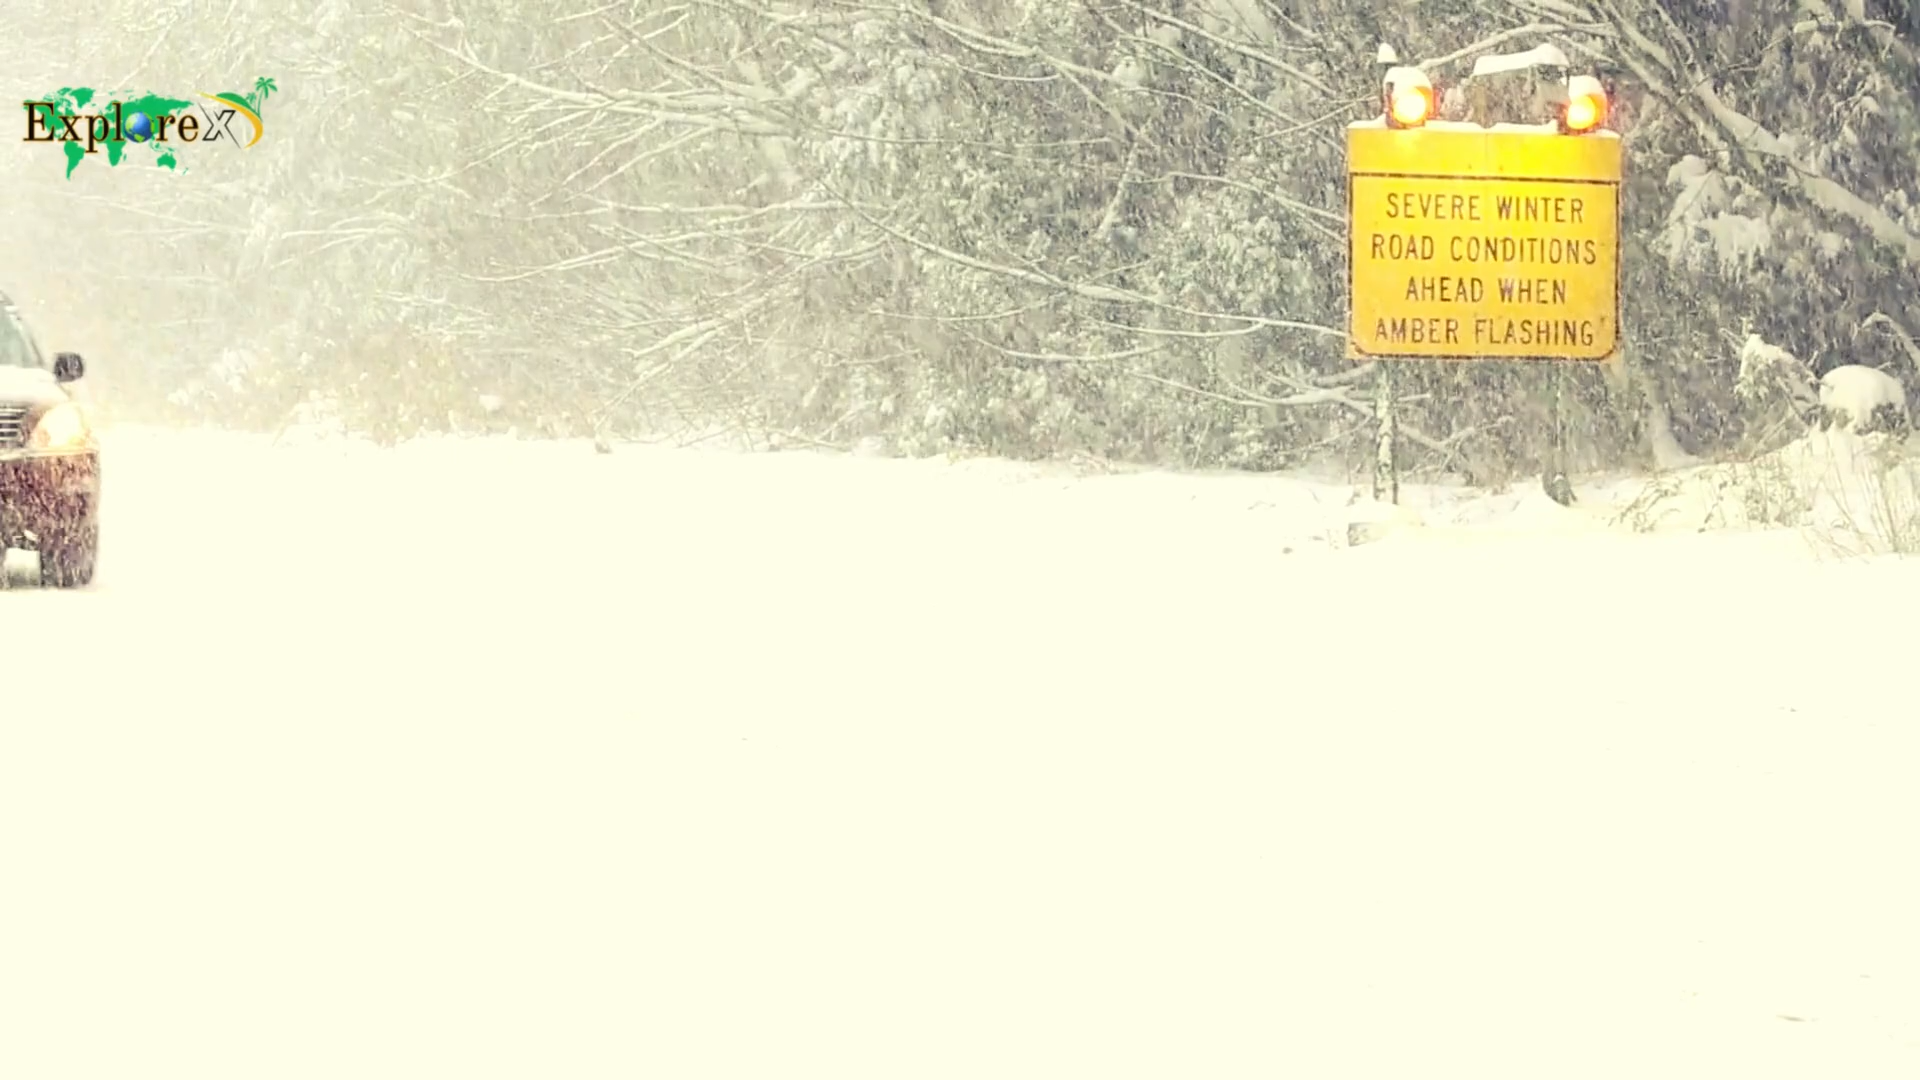 ExploreX
SEVERE WINTER
ROAD CONDITIONS
AHEAD WHEN
AMBER FLASHING